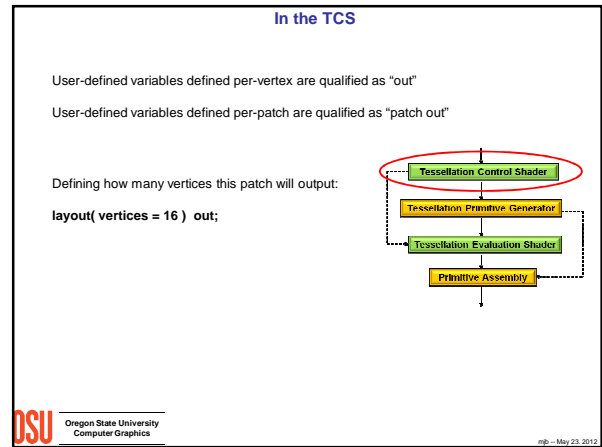 In the TCS
User-defined variables defined per-vertex are qualified as “out”
User-defined variables defined per-patch are qualified as “patch out”
Defining how many vertices this patch will output:
layout( vertices = 16 ) out;
Tessellation Control Shader
Tessellation Primitive Generator
Tessellation Evaluation Shader
Primitive Assembly
OSU
Oregon State University
Computer Graphics
mjb – May 23, 2012